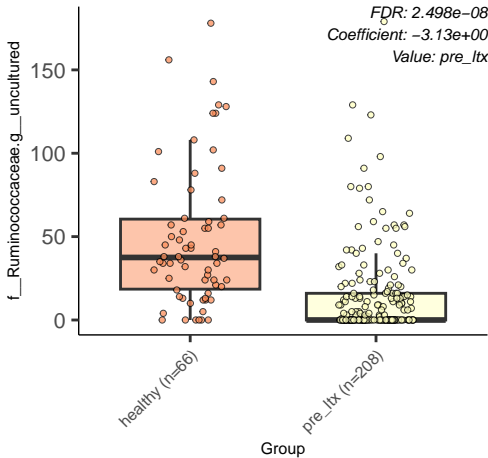 FDR: 2.498e−08
Coefficient: −3.13e+00
Value: pre_ltx
150
100
50
0
f__Ruminococcaceae.g__uncultured
healthy (n=66)
pre_ltx (n=208)
Group